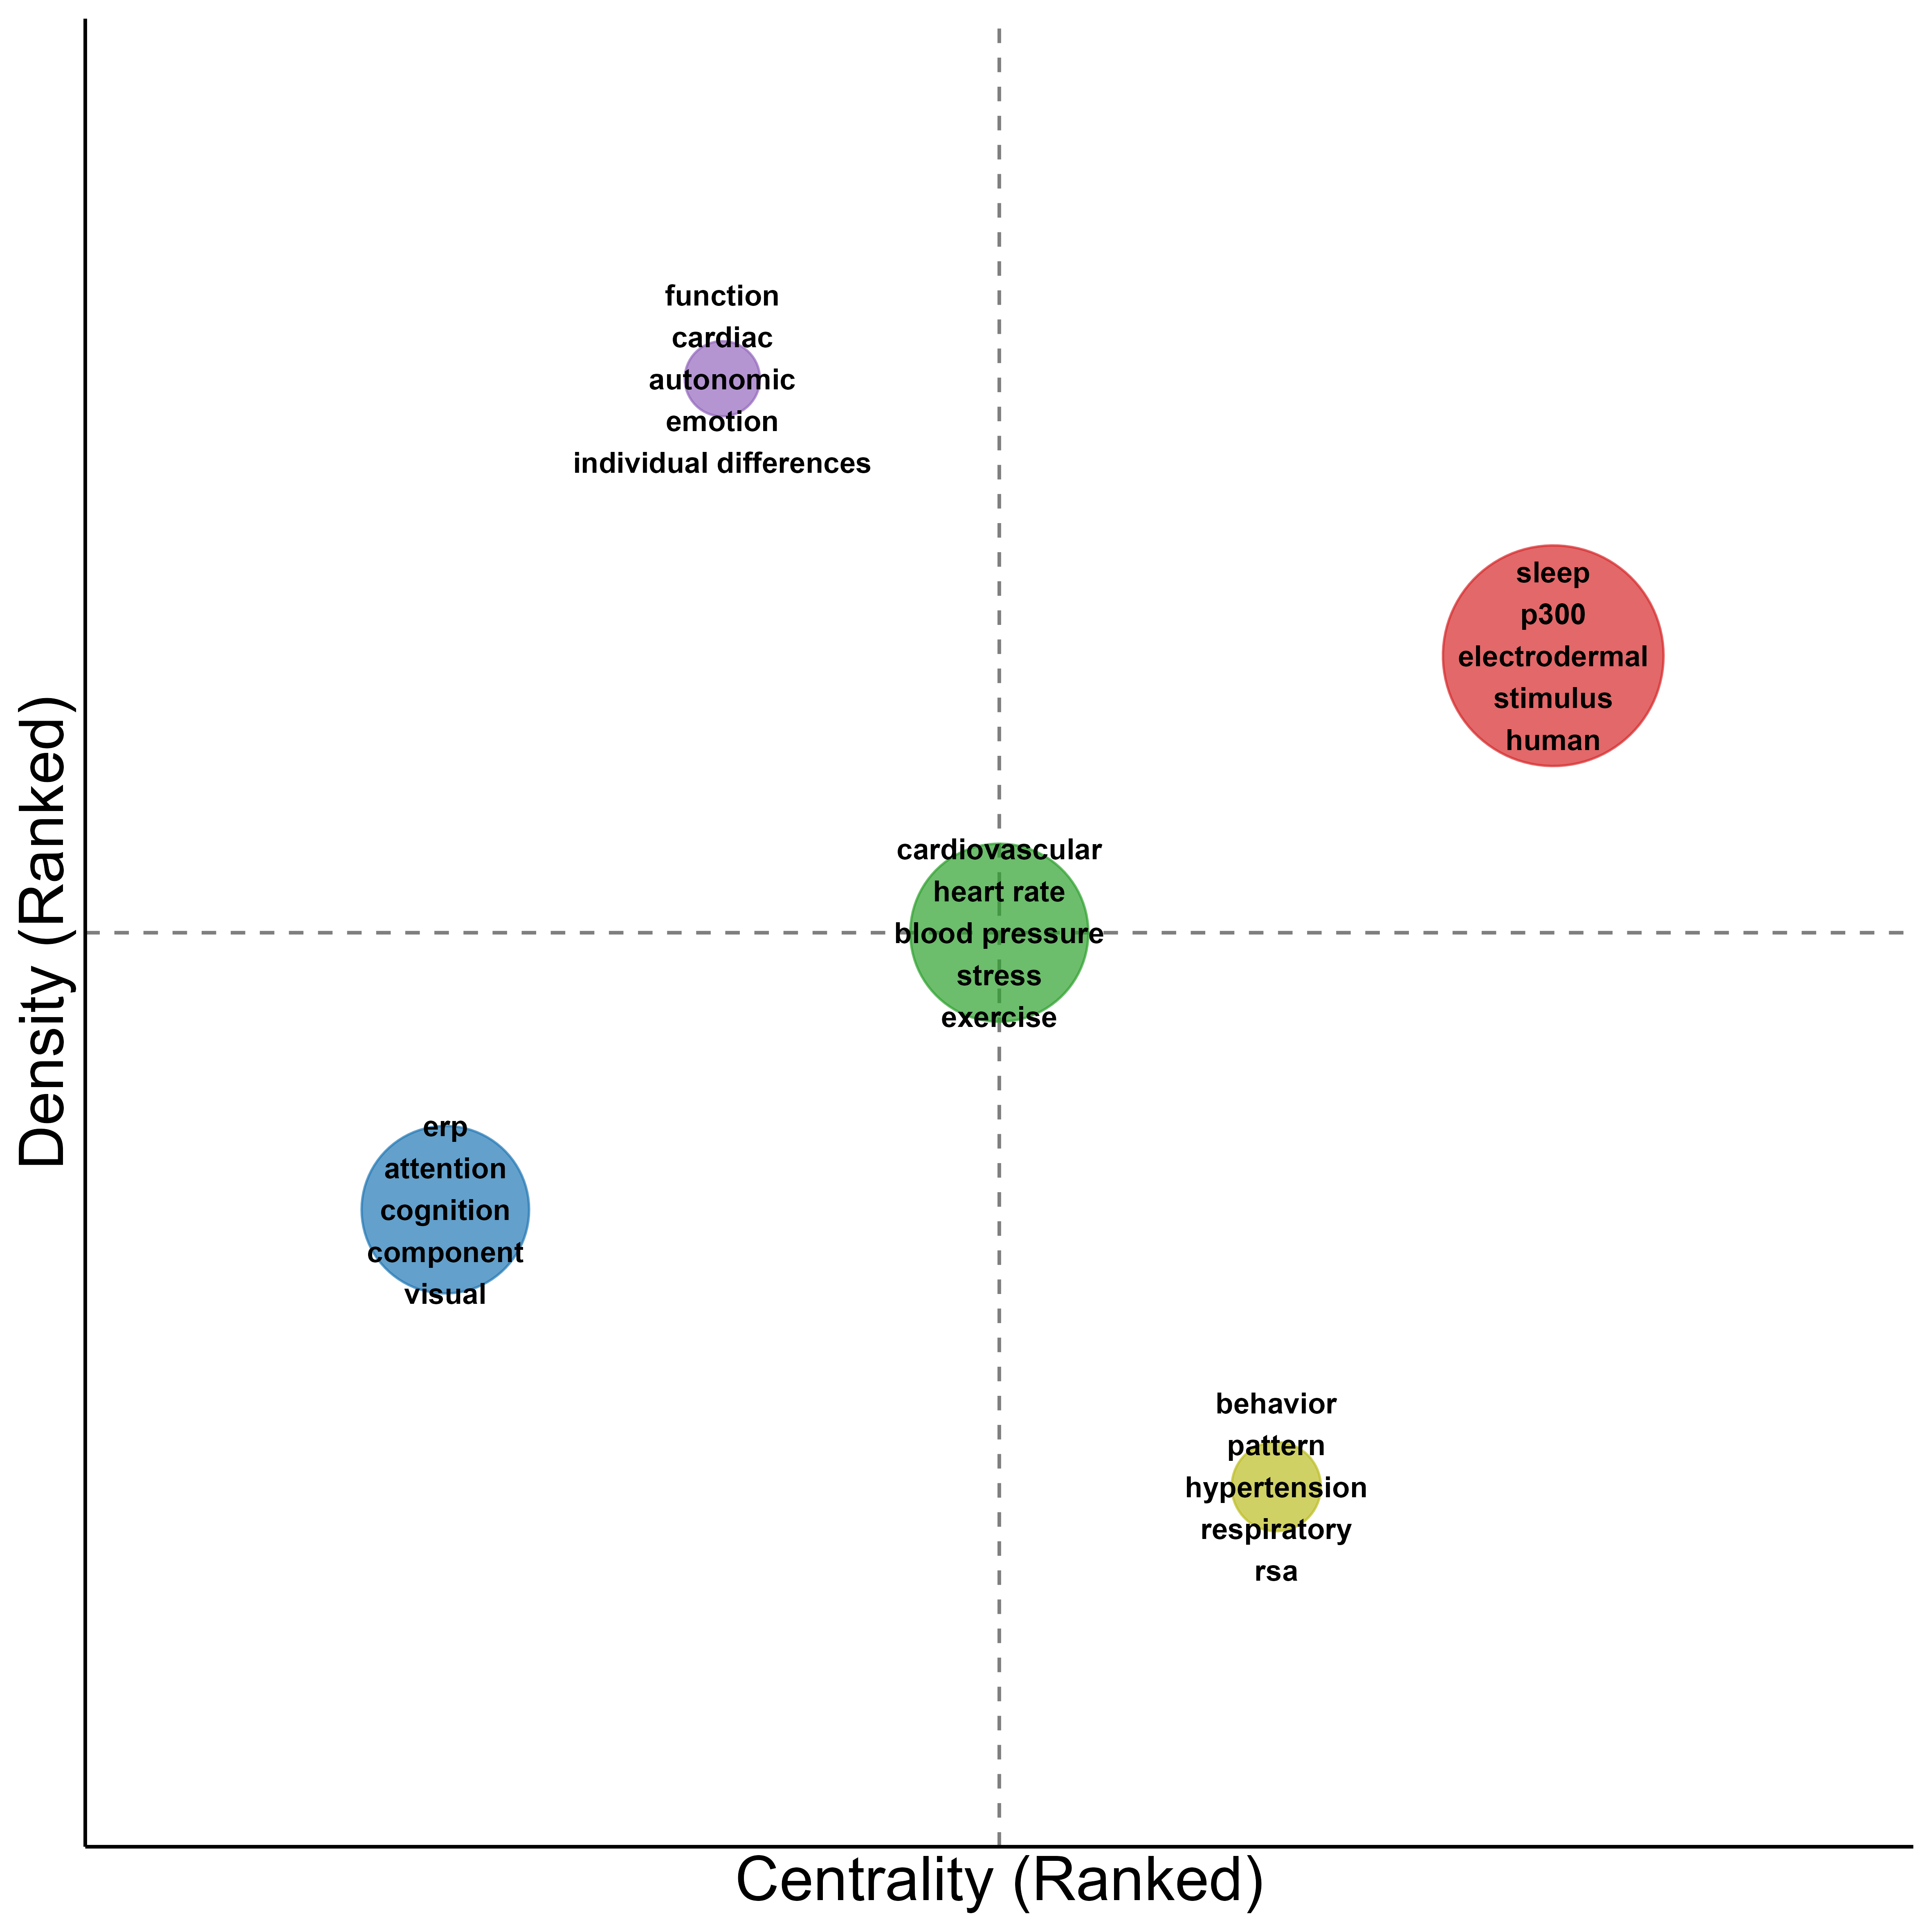 function
cardiac
autonomic
emotion
individual differences
sleep
p300
electrodermal
stimulus
human
cardiovascular
heart rate
blood pressure
stress
exercise
erp
attention
cognition
component
visual
behavior
pattern
hypertension
respiratory
rsa
Density (Ranked)
Centrality (Ranked)